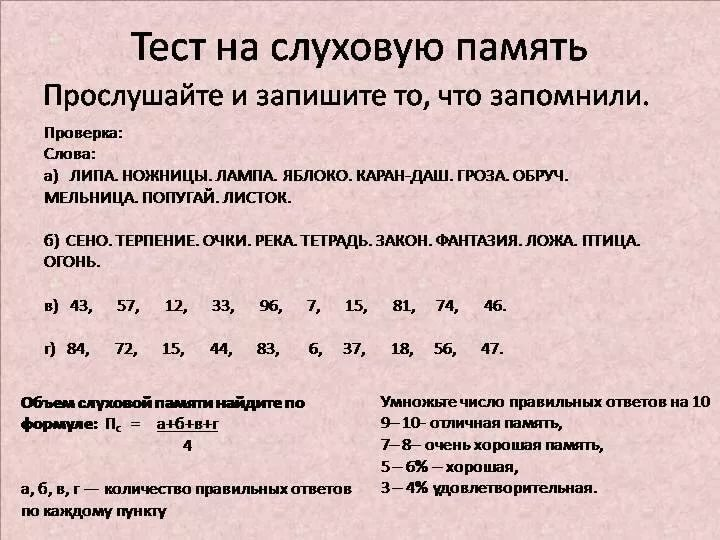 Тест на слуховую память
Прослушайте и запишите то, что запомнили.
Проверка:
Слова:
а) ЛИПА. НОЖНИЦЫ. ЛАМПА. ЯБЛОКО. КАРАН-ДАШ. ГРОЗА. ОБРУЧ.
МЕЛЬНИЦА. ПОПУГАЙ. ЛИСТОК.
б) СЕНО. ТЕРПЕНИЕ. ОЧКИ. РЕКА. ТЕТРАДЬ. ЗАКОН. ФАНТАЗИЯ. ЛОЖА. ПТИЦА.
ОГОНЬ.
в) 43, 57, 12, 33, 96, 7, 15, 81, 74, 46.
г) 84, 72, 15, 44, 83, 6, 37, 18, 56, 47.
Объем слуховой памяти найдите по
формуле: Пс = а+б+в+г
4
а, б, в, г — количество правильных ответов
по каждому пункту
Умножьте число правильных ответов на 10
9–10- отличная память,
7–8– очень хорошая память,
5 – 6% – хорошая,
3 – 4% удовлетворительная.